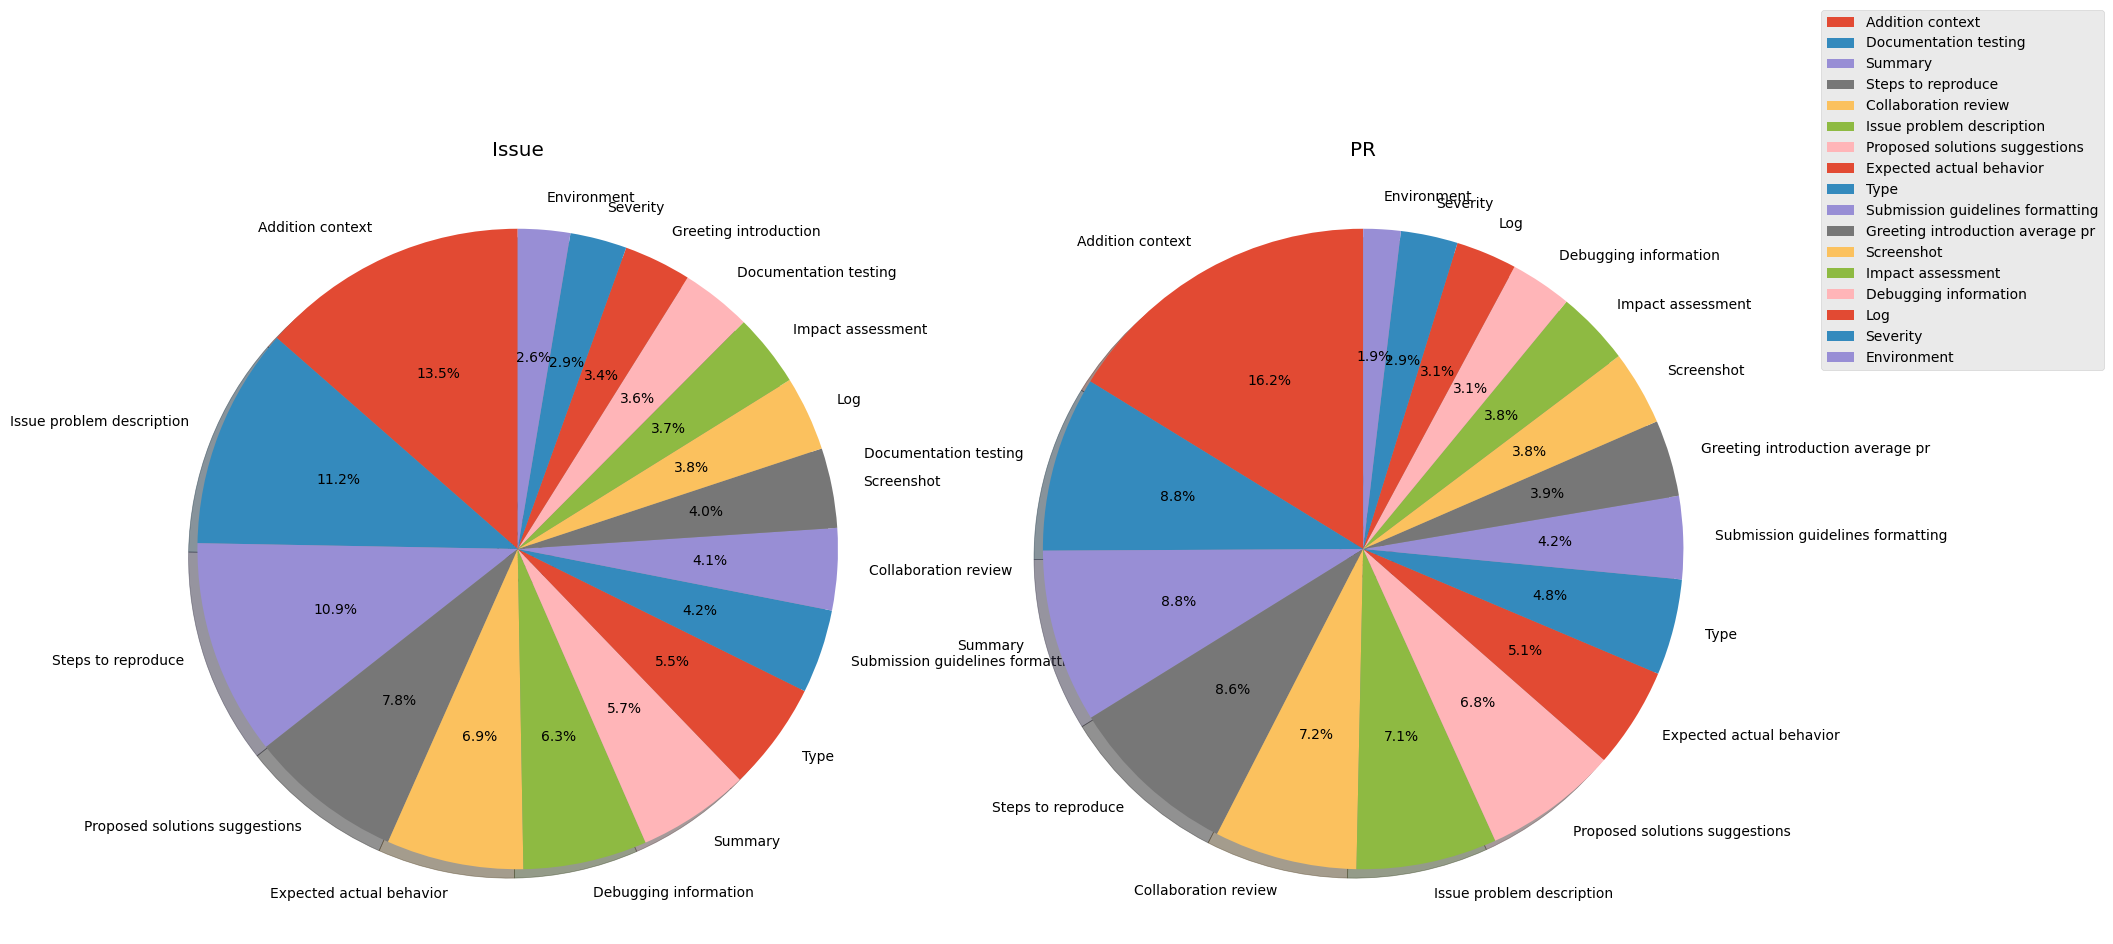 Issue
Environment
Severity
Greeting introduction
Documentation testing
Impact assessment
Log
Screenshot
Collaboration review
Submission guidelines formatti
Type
Summary
Debugging information
Expected actual behavior
Proposed solutions suggestions
Steps to reproduce
Issue problem description
Addition context
13.5%
11.2%
10.9%
7.8%
6.9%
6.3%
5.7%
5.5%
4.2%
4.1%
4.0%
3.8%
3.7%
3.6%
3.4%
2.9%
2.6%
PR
Environment
Severity
Log
Debugging information
Impact assessment
Screenshot
Greeting introduction average pr
Submission guidelines formatting
Type
Expected actual behavior
Proposed solutions suggestions
Issue problem description
Collaboration review
Steps to reproduce
Summary
Documentation testing
Addition context
16.2%
8.8%
8.8%
8.6%
7.2%
7.1%
6.8%
5.1%
4.8%
4.2%
3.9%
3.8%
3.8%
3.1%
3.1%
2.9%
1.9%
Addition context
Documentation testing
Summary
Steps to reproduce
Collaboration review
Issue problem description
Proposed solutions suggestions
Expected actual behavior
Type
Submission guidelines formatting
Greeting introduction average pr
Screenshot
Impact assessment
Debugging information
Log
Severity
Environment